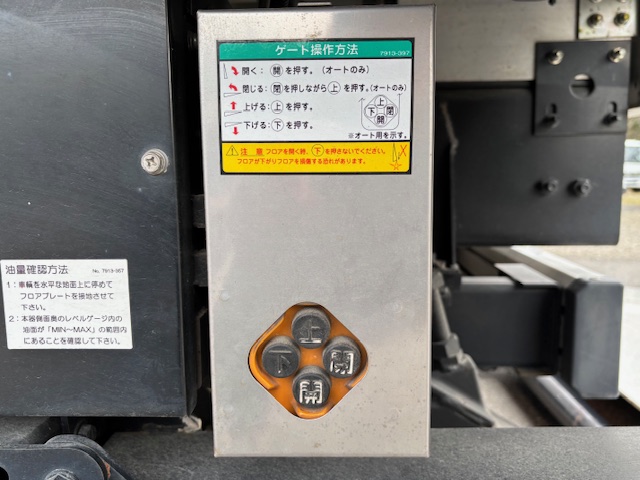 ゲート操作方法
7913-397
開く: 開を押す。(オートのみ)
閉じる: 閉を押しながら上を押す。(オートのみ)
上げる: 上を押す。
下げる: 下を押す。
上
下 閉
開
※オート用を示す。
注 意 フロアを開く時、下を押さないでください。
フロアが下がりフロアを損傷する恐れがあります。
油量確認方法
No. 7913-357
1:車輌を水平な地面上に停めて
フロアプレートを接地させて
下さい。
2:本器側面奥のレベルゲージ内の
油面が「MIN~MAX」の範囲内
にあることを確認して下さい。
上
下 閉
開